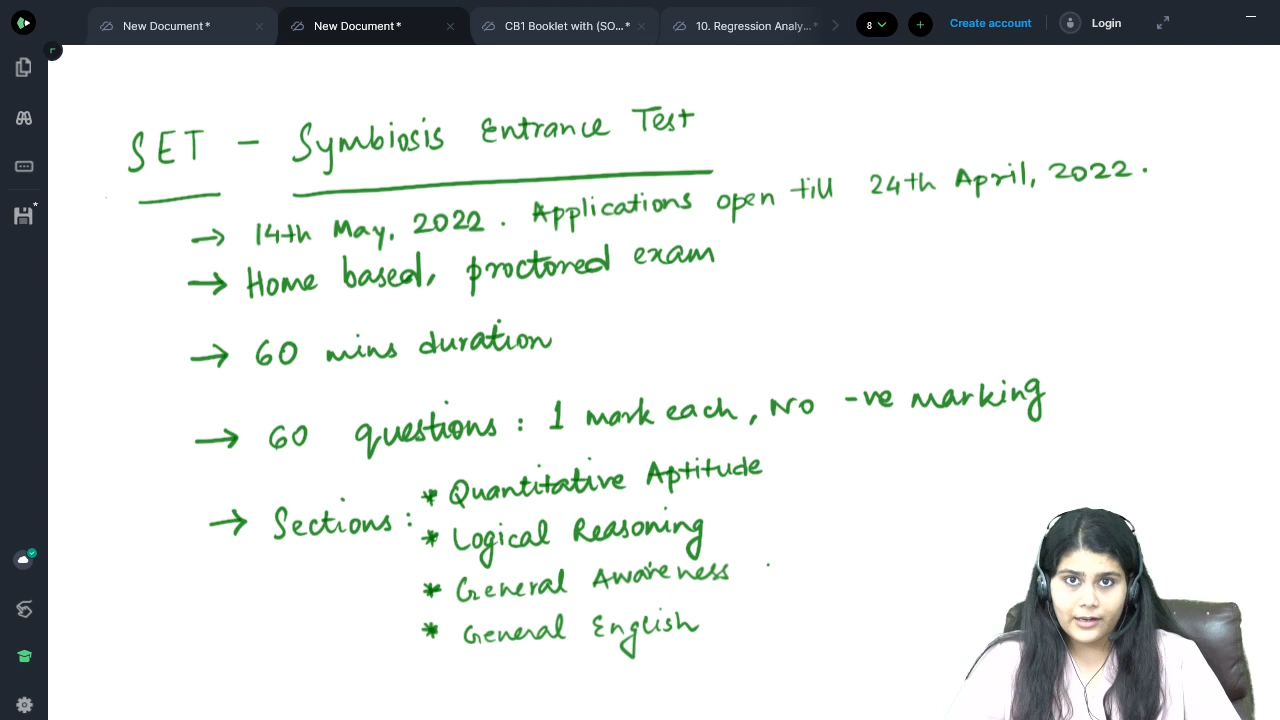 New Document*
New Document*
CB1 Booklet with (SO...*
10. Regression Analy...*
8
Create account
Login
SET - Symbiosis Entrance Test
→ 14th May, 2022. Applications open till 24th April, 2022.
→ Home based, proctored exam
→ 60 mins duration
→ 60 questions: 1 mark each, No -ve marking
→ Sections: * Quantitative Aptitude
* Logical Reasoning
* General Awareness
* General English